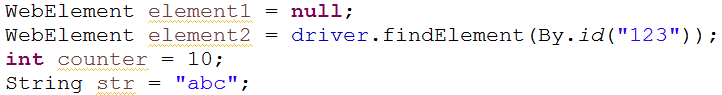 WebElement element1 = null;
WebElement element2 = driver.findElement(By.id("123"));
int counter = 10;
String str = "abc";